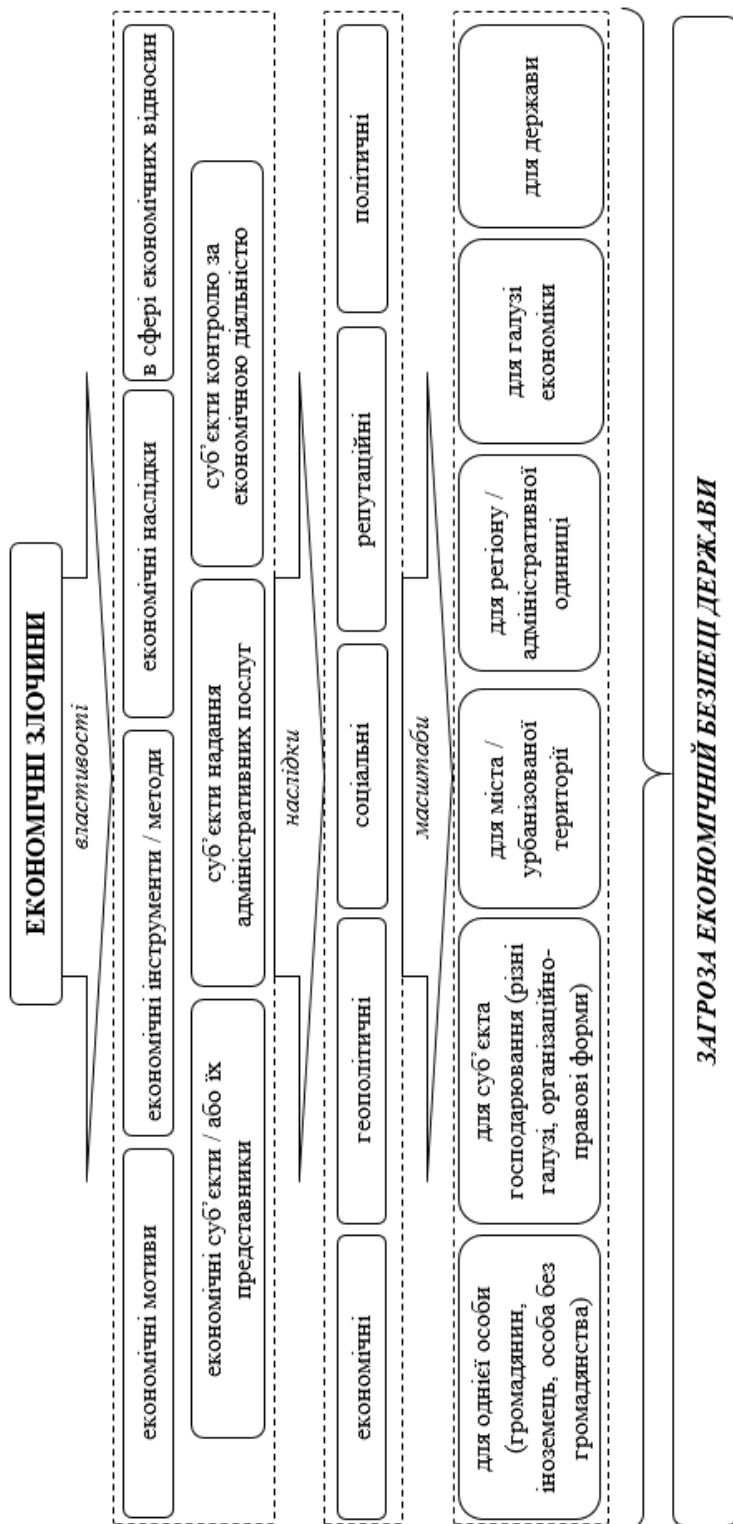 ЕКОНОМІЧНІ ЗЛОЧИНИ
властивості
економічні мотиви
економічні інструменти / методи
економічні наслідки
в сфері економічних відносин
економічні суб’єкти / або їх
представники
суб’єкти надання
адміністративних послуг
суб’єкти контролю за
економічною діяльністю
наслідки
економічні
геополітичні
соціальні
репутаційні
політичні
масштаби
для однієї особи
(громадянин,
іноземець, особа без
громадянства)
для суб’єкта
господарювання (різні
галузі, організаційно-
правові форми)
для міста /
урбанізованої
території
для регіону /
адміністративної
одиниці
для галузі
економіки
для держави
ЗАГРОЗА ЕКОНОМІЧНІЙ БЕЗПЕЦІ ДЕРЖАВИ